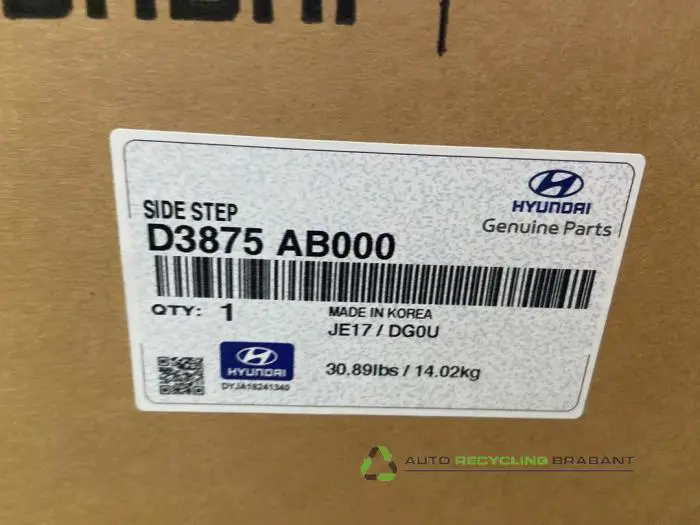 SIDE STEP
D3875 AB000
HYUNDAI
Genuine Parts
QTY: 1
MADE IN KOREA
JE17 / DG0U
HYUNDAI
DYJA16241340
30.89lbs / 14.02kg
AUTO RECYCLING BRABANT